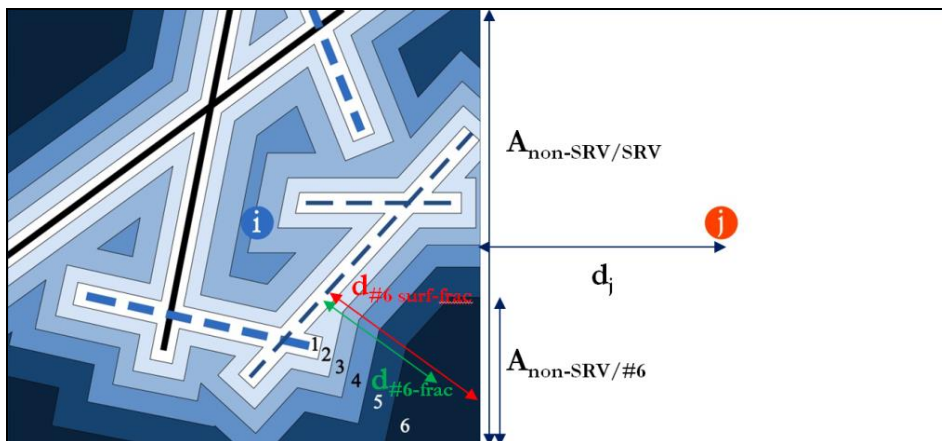 A non-SRV/SRV
i
j
d j
d #6 surf-frac
A non-SRV/#6
d #6-frac
1
2
3
4
5
6